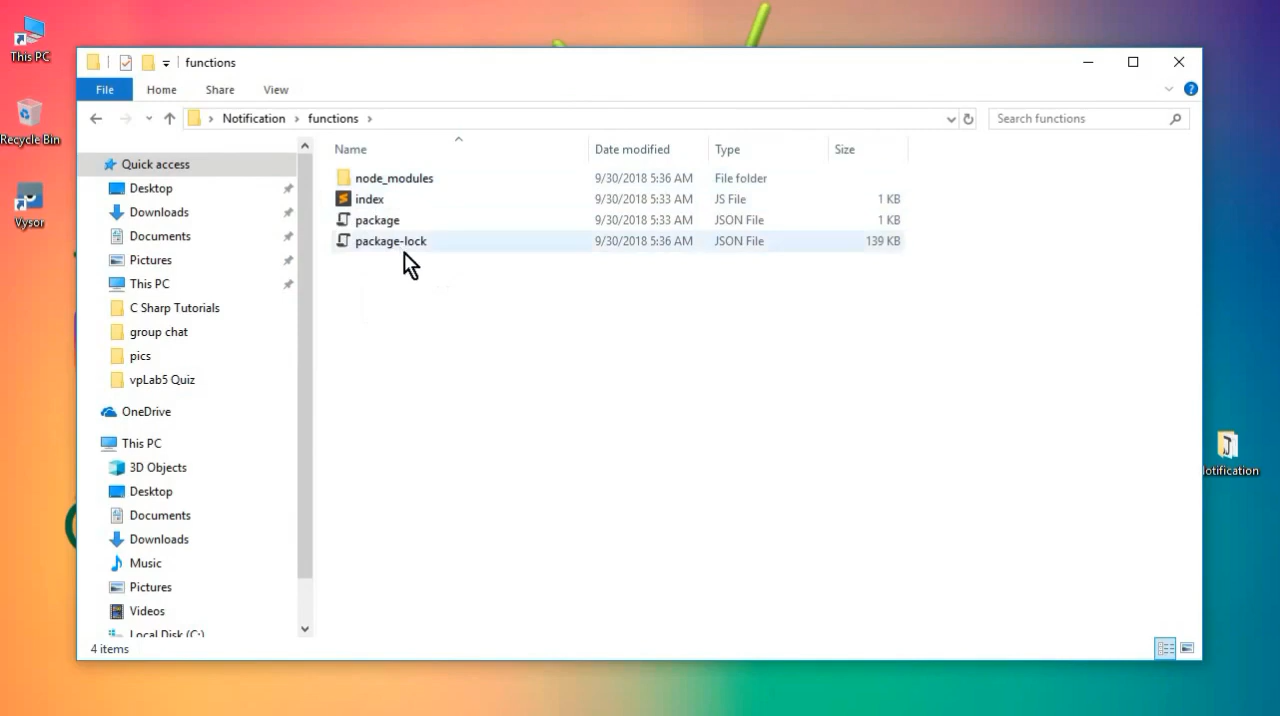 This PC
Recycle Bin
Vysor
functions
File Home Share View
Notification functions
Search functions
Quick access
Desktop
Downloads
Documents
Pictures
This PC
C Sharp Tutorials
group chat
pics
vpLab5 Quiz
OneDrive
This PC
3D Objects
Desktop
Documents
Downloads
Music
Pictures
Videos
Local Disk (C:)
Name Date modified Type Size
node_modules 9/30/2018 5:36 AM File folder
index 9/30/2018 5:33 AM JS File 1 KB
package 9/30/2018 5:33 AM JSON File 1 KB
package-lock 9/30/2018 5:36 AM JSON File 139 KB
4 items
lotification